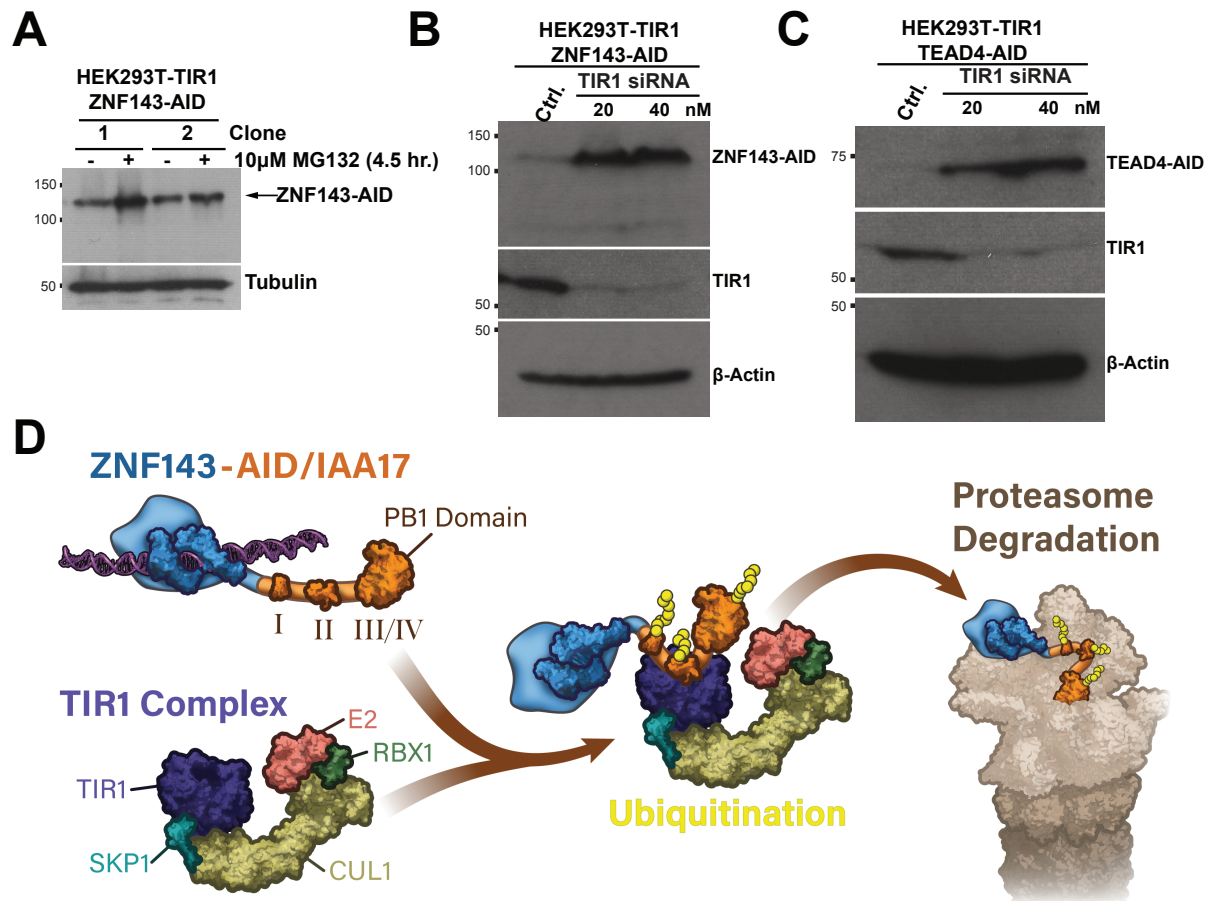 A
HEK293T-TIR1
ZNF143-AID
1 2 Clone
- + - + 10µM MG132 (4.5 hr.)
150
100
ZNF143-AID
50
Tubulin
B
HEK293T-TIR1
ZNF143-AID
Ctrl. TIR1 siRNA
20 40 nM
150
100
ZNF143-AID
TIR1
50
50
β-Actin
C
HEK293T-TIR1
TEAD4-AID
Ctrl. TIR1 siRNA
20 40 nM
75
TEAD4-AID
TIR1
50
50
β-Actin
D
ZNF143-AID/IAA17
PB1 Domain
I II III/IV
TIR1 Complex
E2
RBX1
TIR1
SKP1
CUL1
Ubiquitination
Proteasome
Degradation